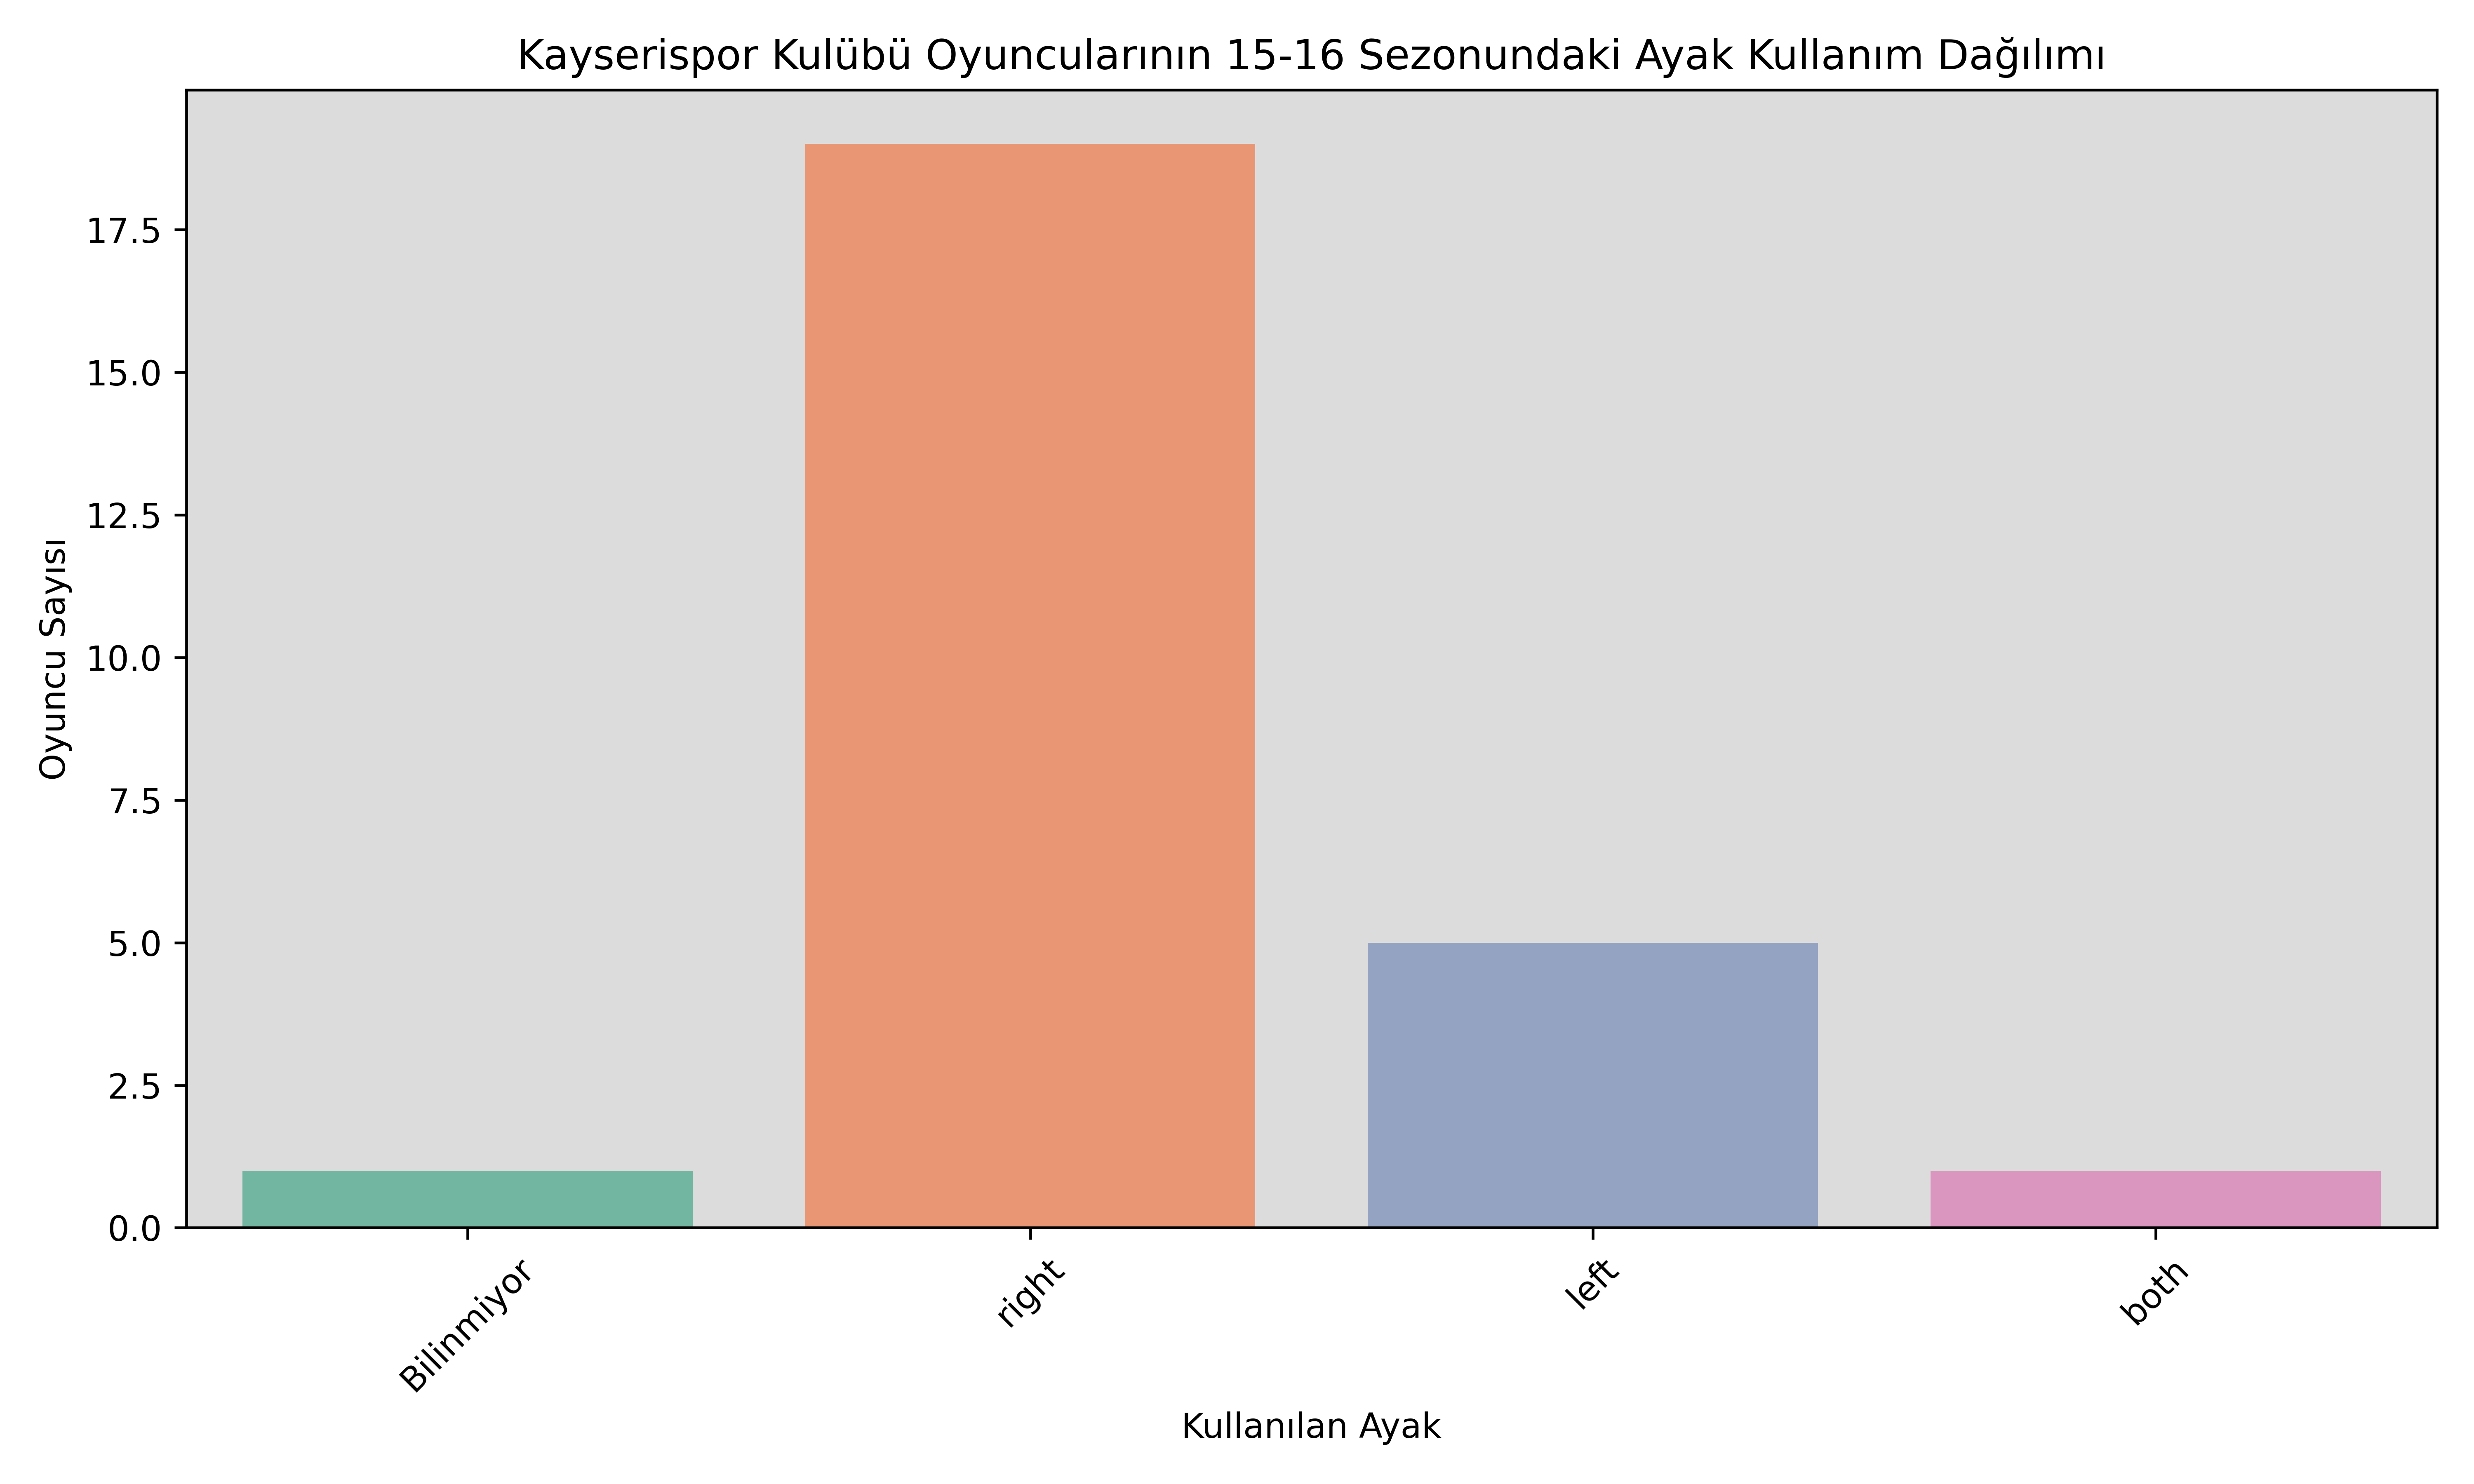 Kayserispor Kulübü Oyuncularının 15-16 Sezonundaki Ayak Kullanım Dağılımı
Oyuncu Sayısı
17.5
15.0
12.5
10.0
7.5
5.0
2.5
0.0
Bilinmiyor
right
left
both
Kullanılan Ayak